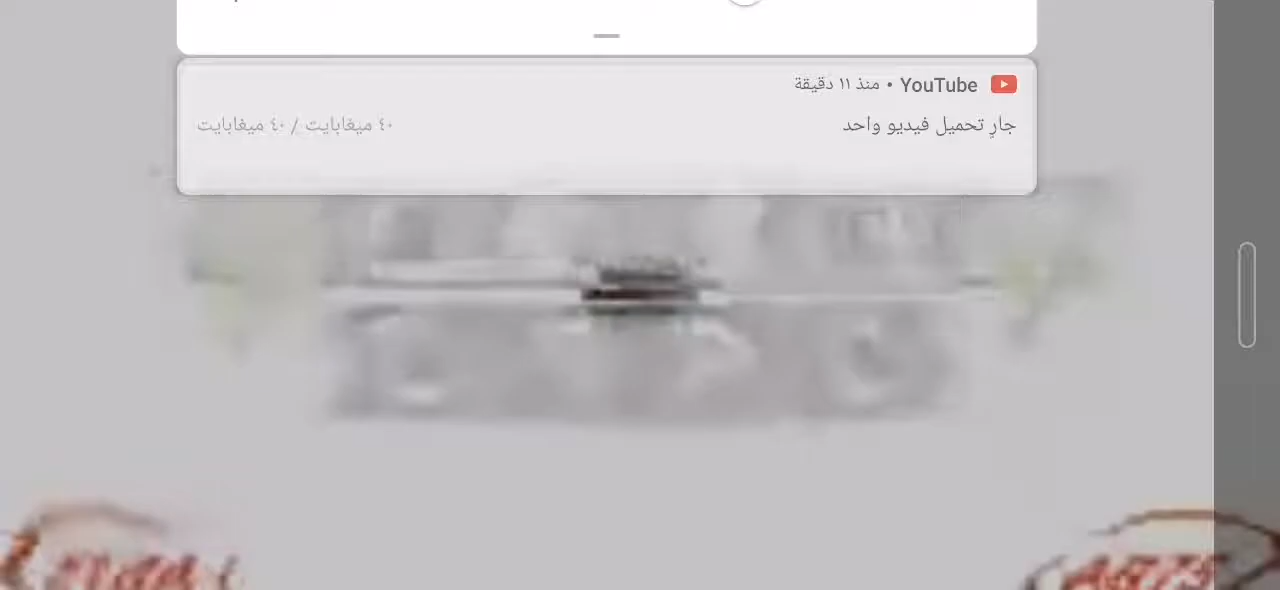 YouTube • منذ ١١ دقيقة
جارٍ تحميل فيديو واحد
٤٠ ميغابايت / ٤٠ ميغابايت